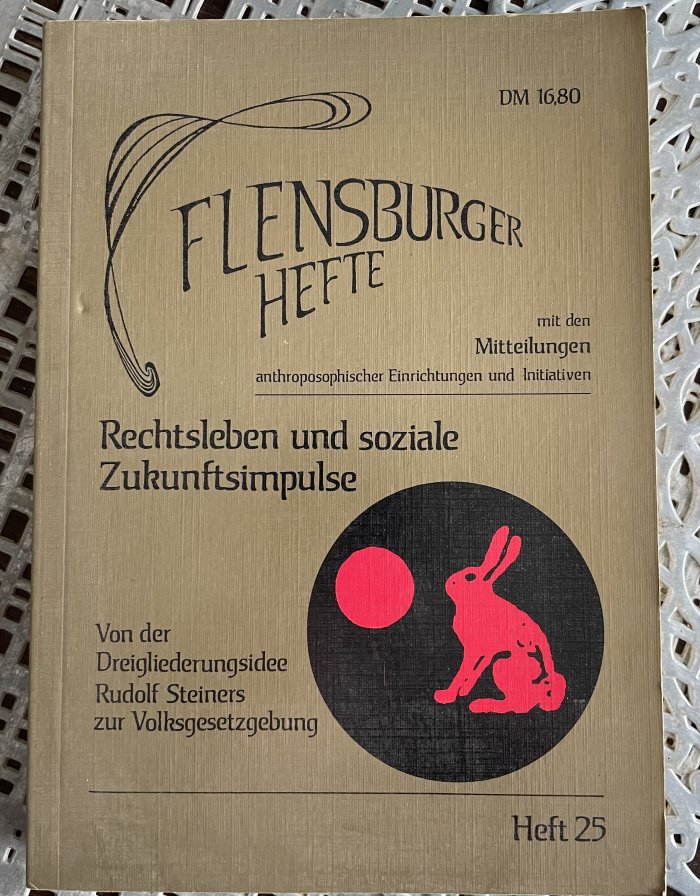 DM 16,80
FLENSBURGER
HEFTE
mit den
Mitteilungen
anthroposophischer Einrichtungen und Initiativen
Rechtsleben und soziale
Zukunftsimpulse
Von der
Dreigliederungsidee
Rudolf Steiners
zur Volksgesetzgebung
Heft 25